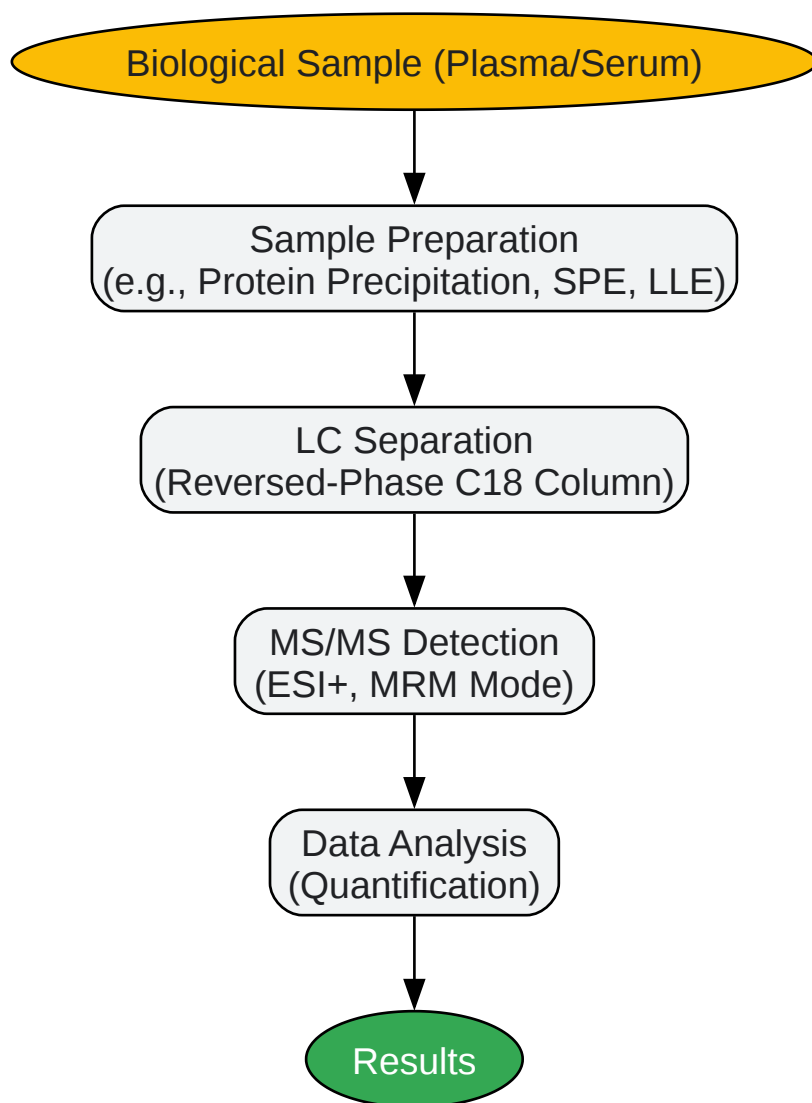 Biological Sample (Plasma/Serum)
Sample Preparation
(e.g., Protein Precipitation, SPE, LLE)
LC Separation
(Reversed-Phase C18 Column)
MS/MS Detection
(ESI+, MRM Mode)
Data Analysis
(Quantification)
Results